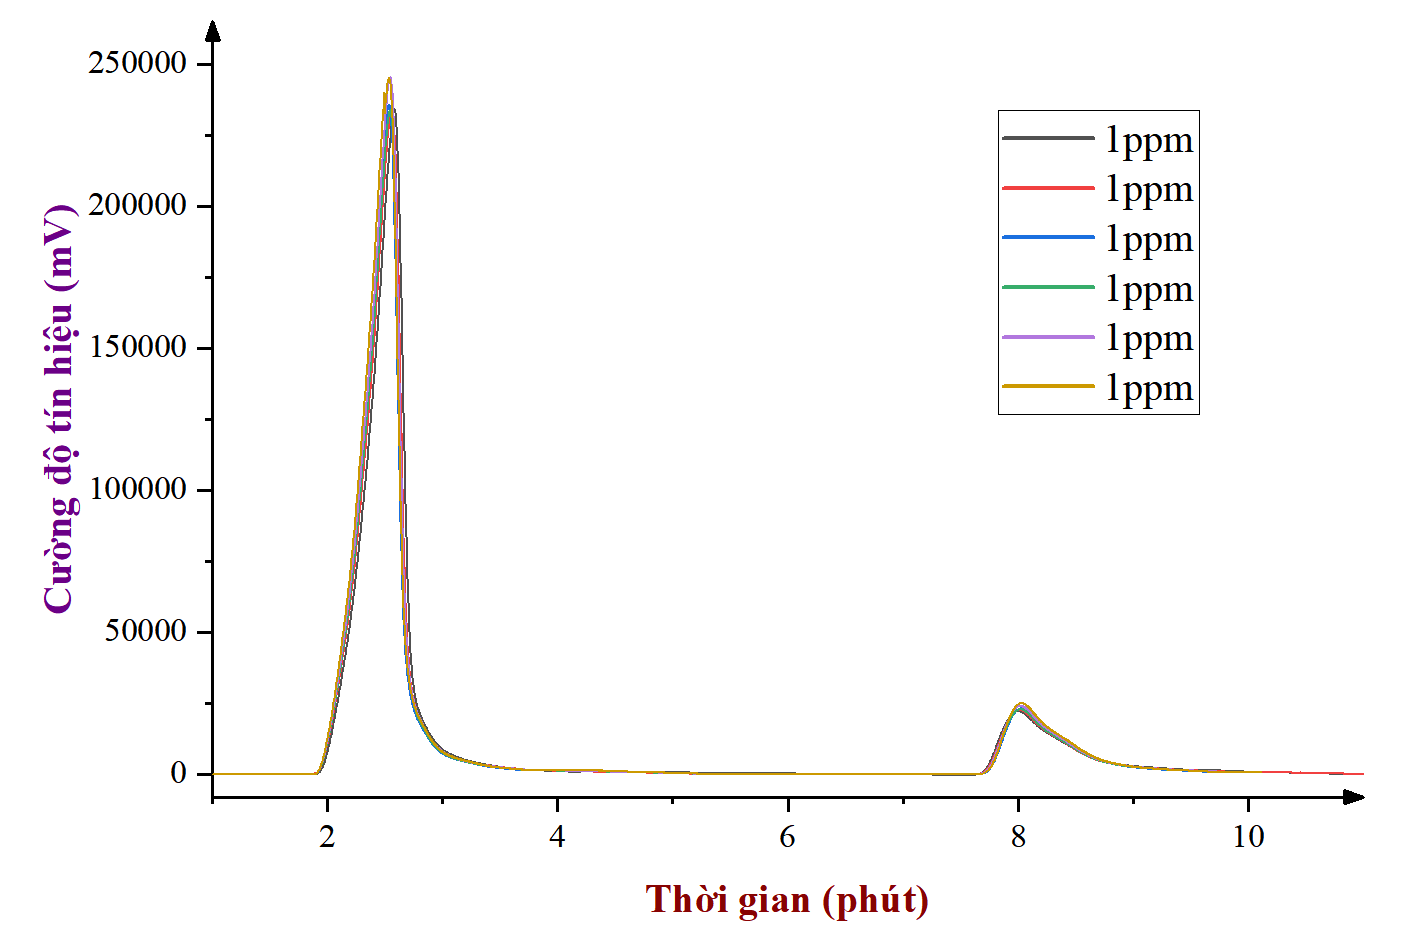 Cường độ tín hiệu (mV)
250000
200000
150000
100000
50000
0
2 4 6 8 10
Thời gian (phút)
1ppm
1ppm
1ppm
1ppm
1ppm
1ppm